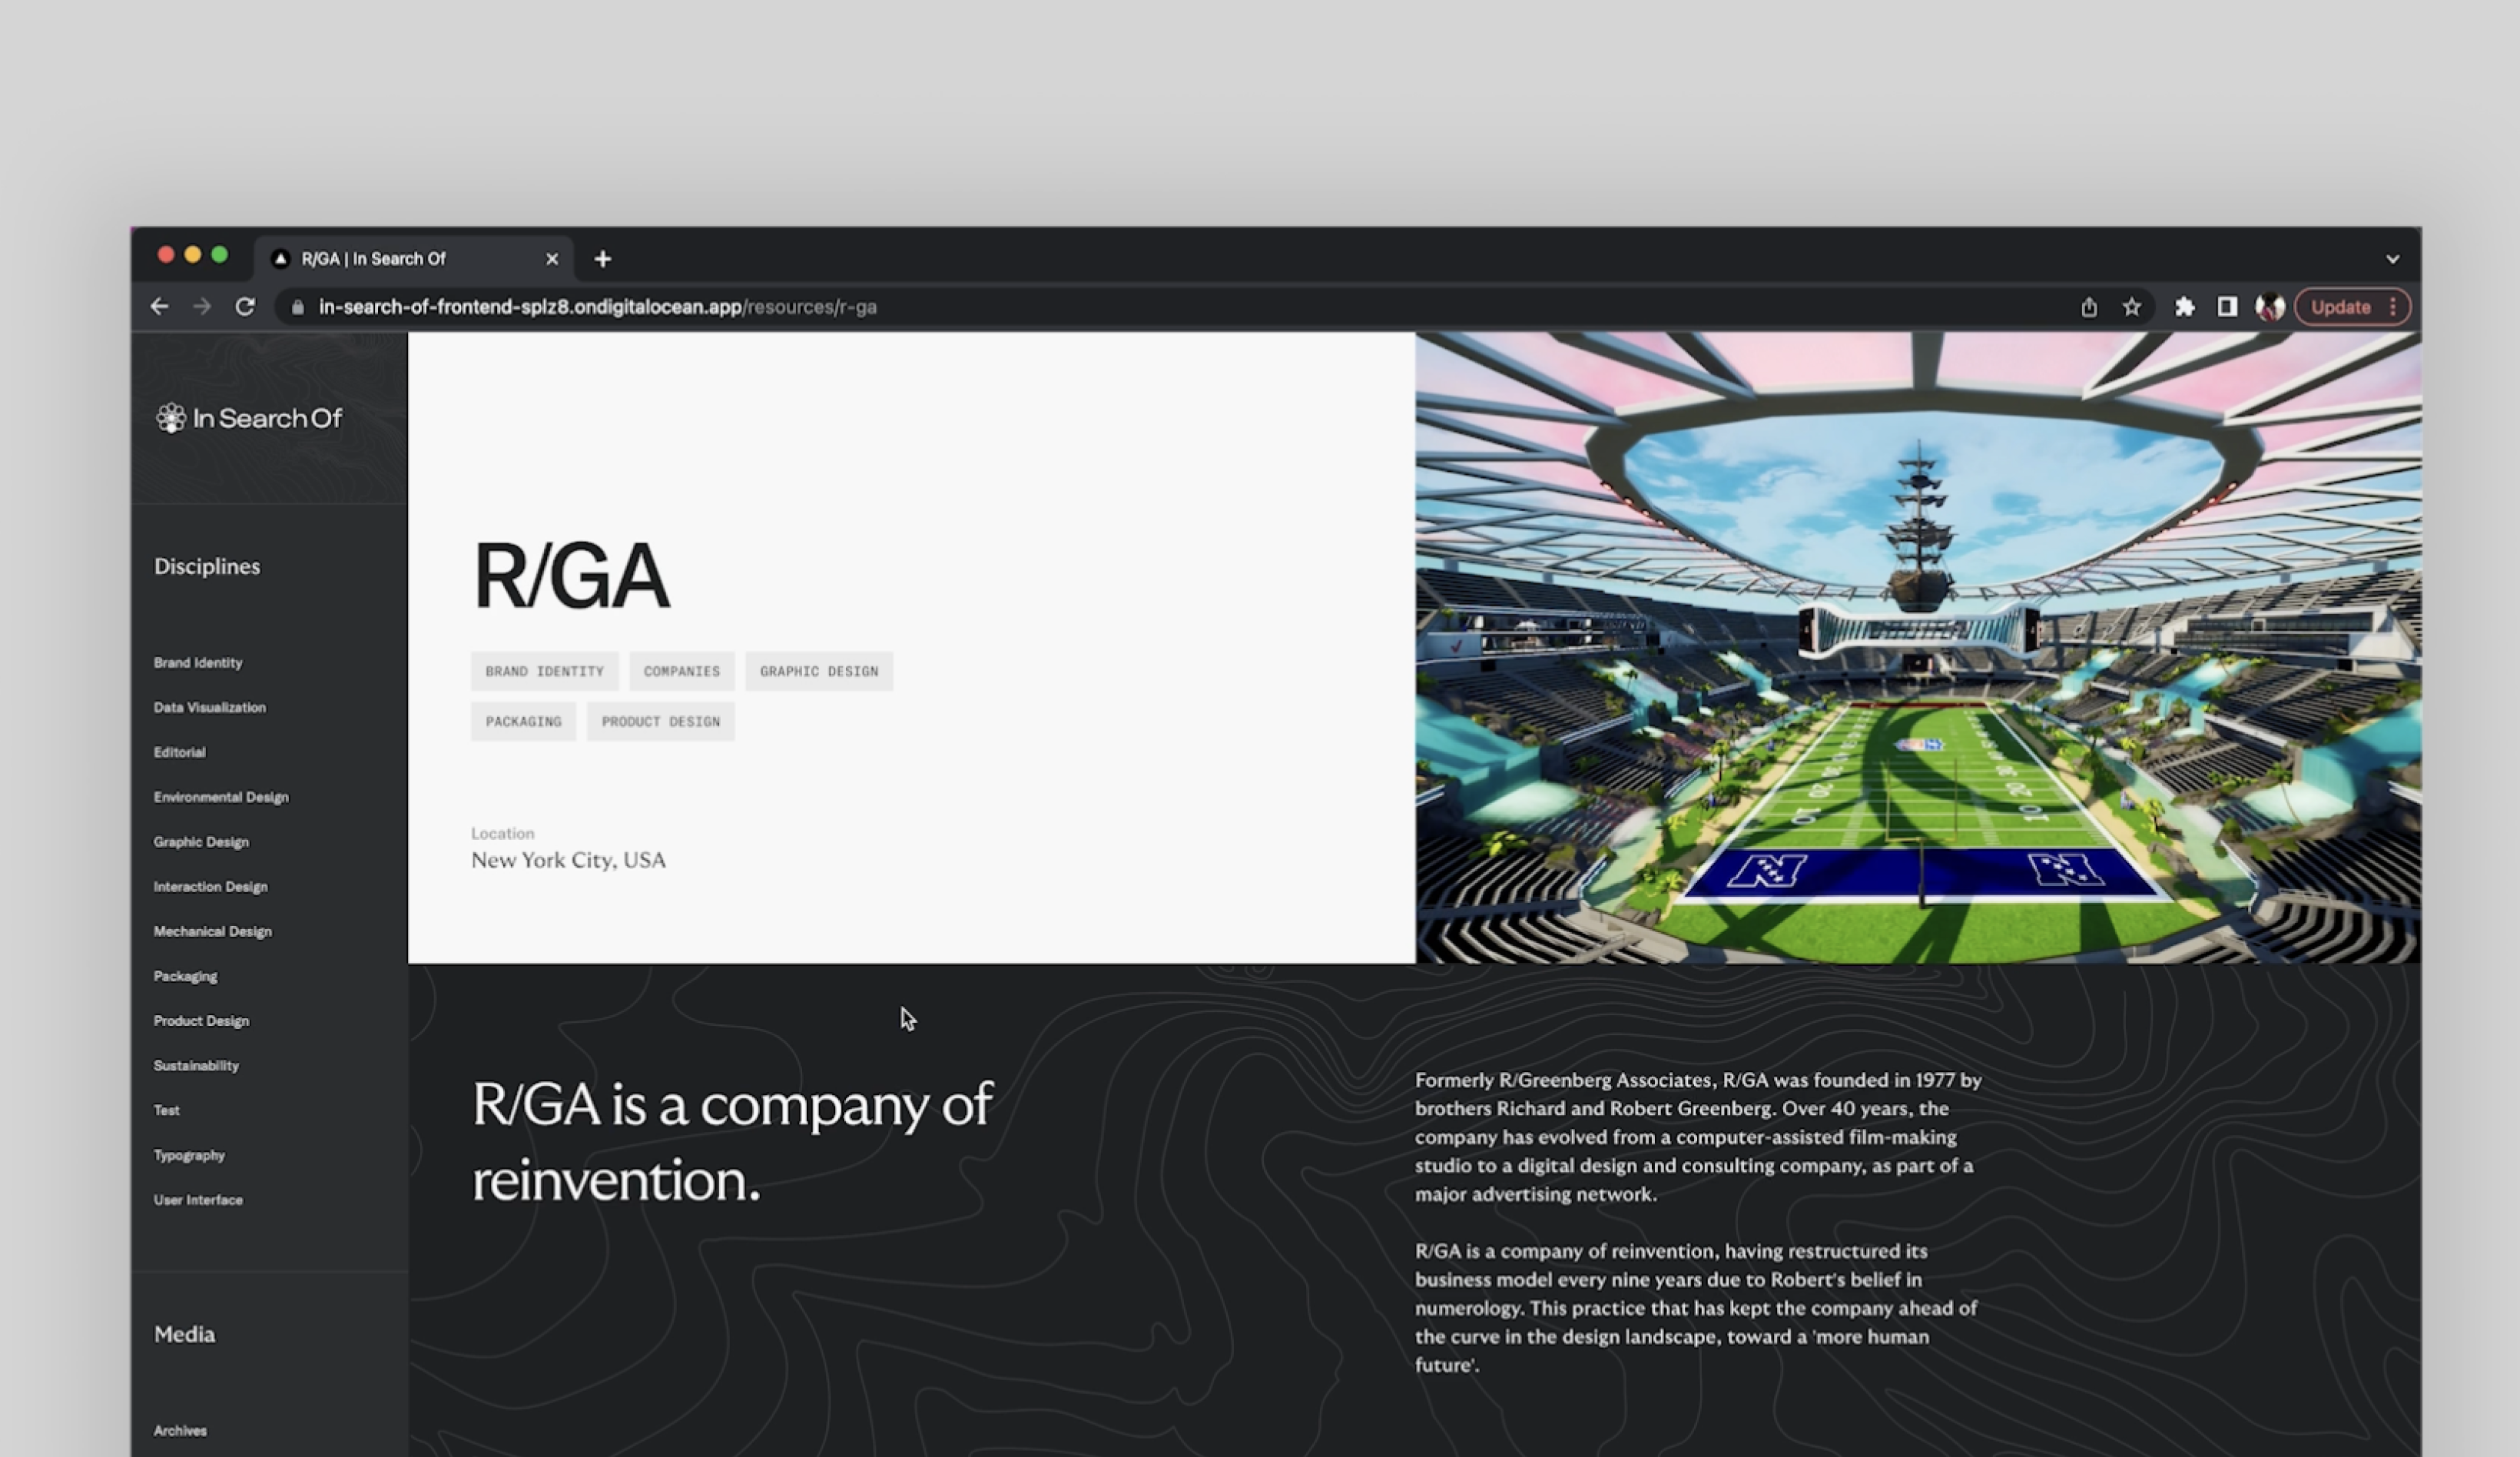 R/GA | In Search Of
in-search-of-frontend-splz8.ondigitalocean.app/resources/r-ga
Update
In Search Of
Disciplines
Brand Identity
Data Visualization
Editorial
Environmental Design
Graphic Design
Interaction Design
Mechanical Design
Packaging
Product Design
Sustainability
Test
Typography
User Interface
Media
Archives
R/GA
BRAND IDENTITY
COMPANIES
GRAPHIC DESIGN
PACKAGING
PRODUCT DESIGN
Location
New York City, USA
20
20
20
10
10
N
N
R/GA is a company of
reinvention.
Formerly R/Greenberg Associates, R/GA was founded in 1977 by
brothers Richard and Robert Greenberg. Over 40 years, the
company has evolved from a computer-assisted film-making
studio to a digital design and consulting company, as part of a
major advertising network.
R/GA is a company of reinvention, having restructured its
business model every nine years due to Robert's belief in
numerology. This practice that has kept the company ahead of
the curve in the design landscape, toward a 'more human
future'.